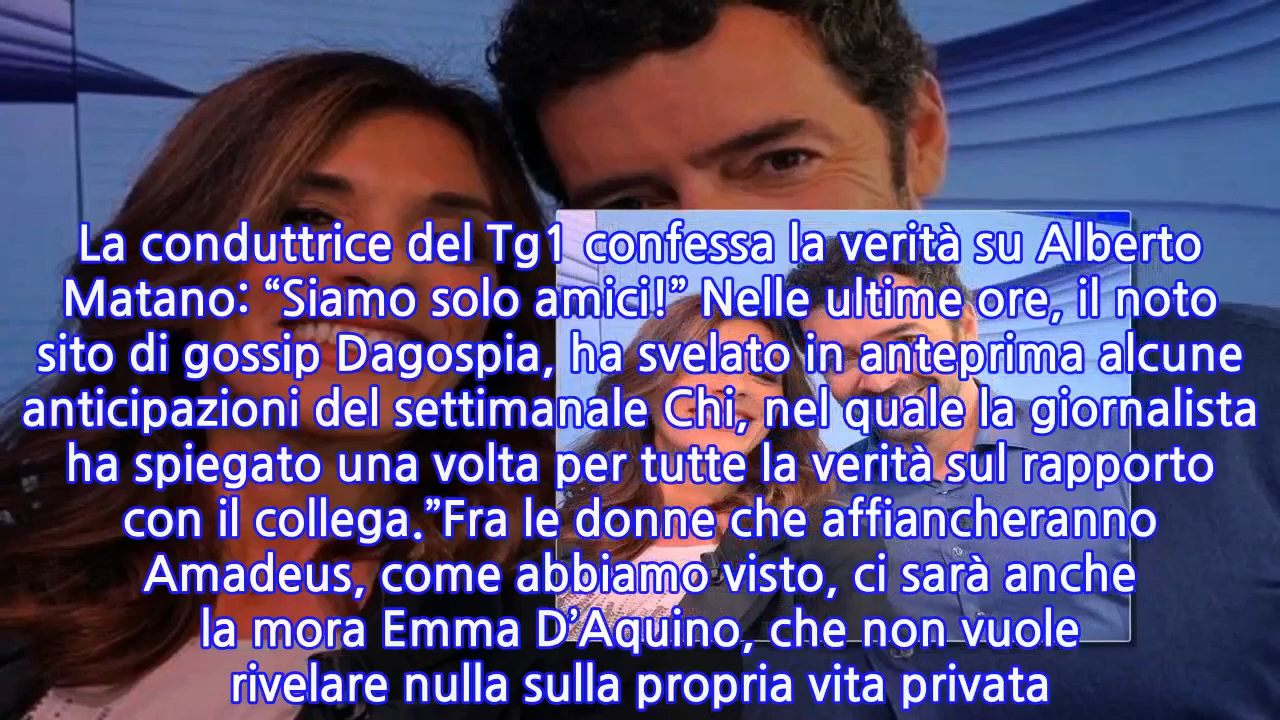 La conduttrice del Tg1 confessa la verità su Alberto
Matano: “Siamo solo amici!” Nelle ultime ore, il noto
sito di gossip Dagospia, ha svelato in anteprima alcune
anticipazioni del settimanale Chi, nel quale la giornalista
ha spiegato una volta per tutte la verità sul rapporto
con il collega.”Fra le donne che affiancheranno
Amadeus, come abbiamo visto, ci sarà anche
la mora Emma D’Aquino, che non vuole
rivelare nulla sulla propria vita privata